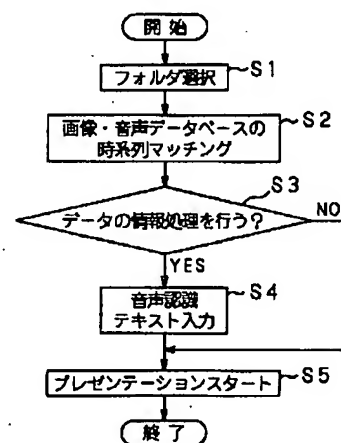 開始
フォルダ選択
S1
画像・音声データベースの
時系列マッチング
S2
S3
データの情報処理を行う?
NO
YES
音声認識
テキスト入力
S4
プレゼンテーションスタート
S5
終了